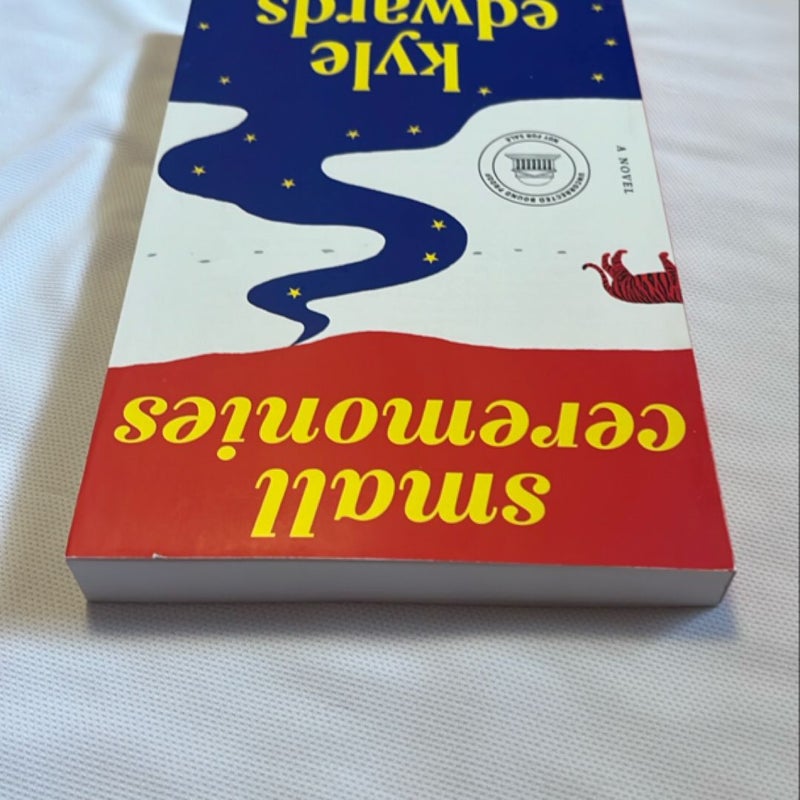 small
ceremonies
A NOVEL
UNCORRECTED BOUND PROOF
NOT FOR SALE
kyle
edwards